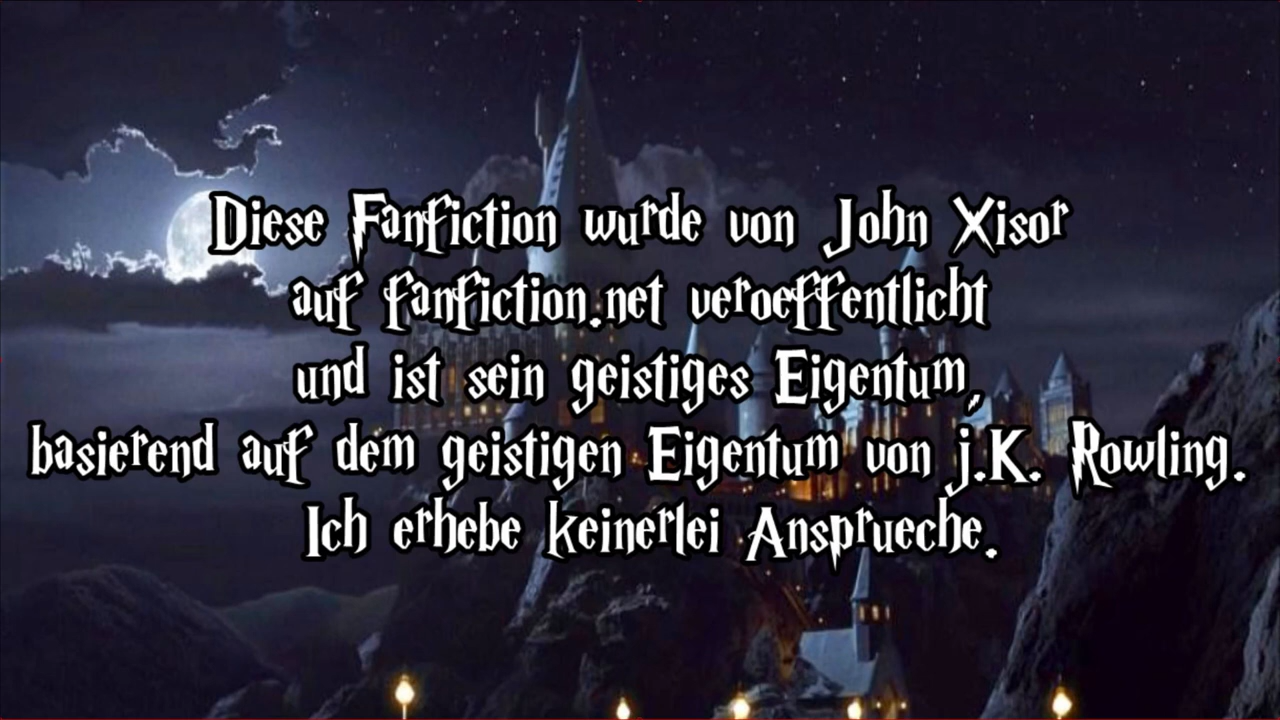 Diese Fanfiction wurde von John Xisor
auf fanfiction.net veroeffentlicht
und ist sein geistiges Eigentum,
basierend auf dem geistigen Eigentum von j.K. Rowling.
Ich erhebe keinerlei Ansprueche.